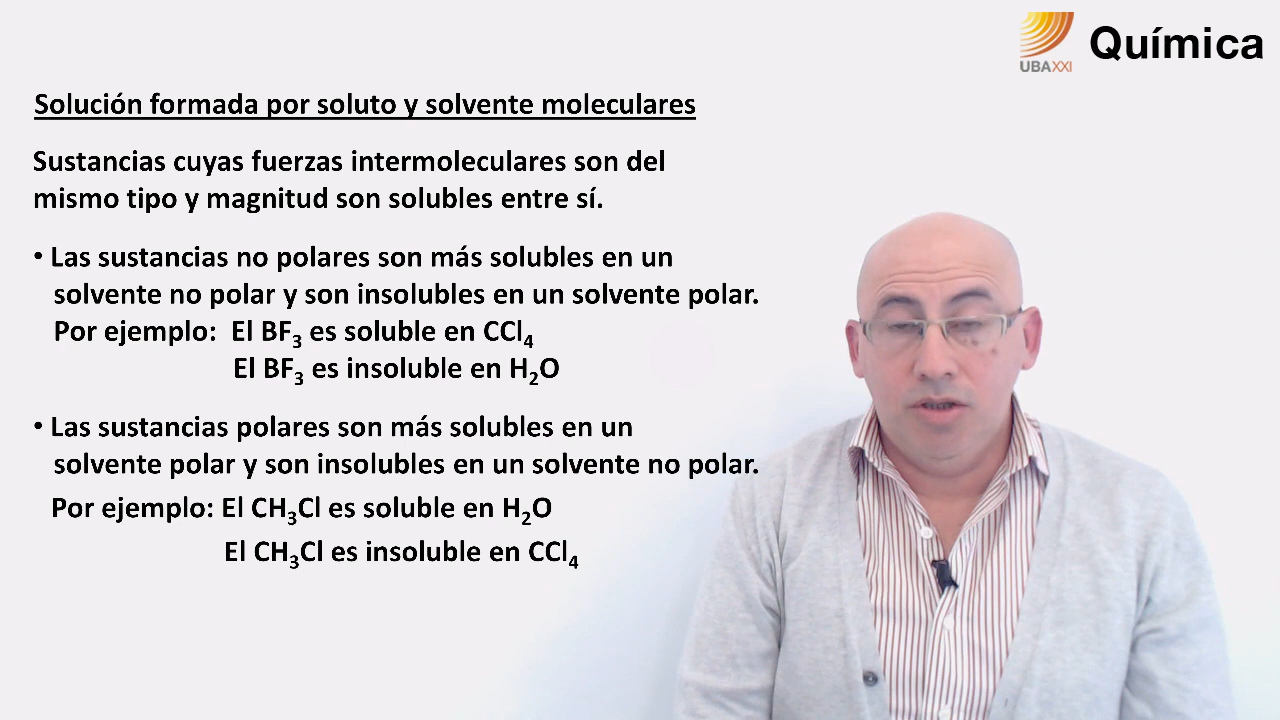 UBAXXI
Química
Solución formada por soluto y solvente moleculares
Sustancias cuyas fuerzas intermoleculares son del
mismo tipo y magnitud son solubles entre sí.
• Las sustancias no polares son más solubles en un
solvente no polar y son insolubles en un solvente polar.
Por ejemplo: El BF₃ es soluble en CCl₄
El BF₃ es insoluble en H₂O
• Las sustancias polares son más solubles en un
solvente polar y son insolubles en un solvente no polar.
Por ejemplo: El CH₃Cl es soluble en H₂O
El CH₃Cl es insoluble en CCl₄